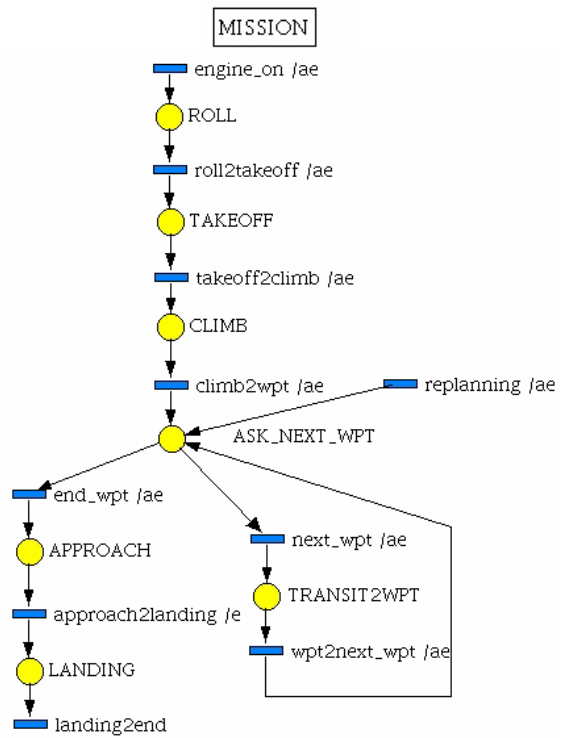 MISSION
engine_on /ae
ROLL
roll2takeoff /ae
TAKEOFF
takeoff2climb /ae
CLIMB
climb2wpt /ae
replanning /ae
ASK_NEXT_WPT
end_wpt /ae
next_wpt /ae
APPROACH
TRANSIT2WPT
approach2landing /e
wpt2next_wpt /ae
LANDING
landing2end